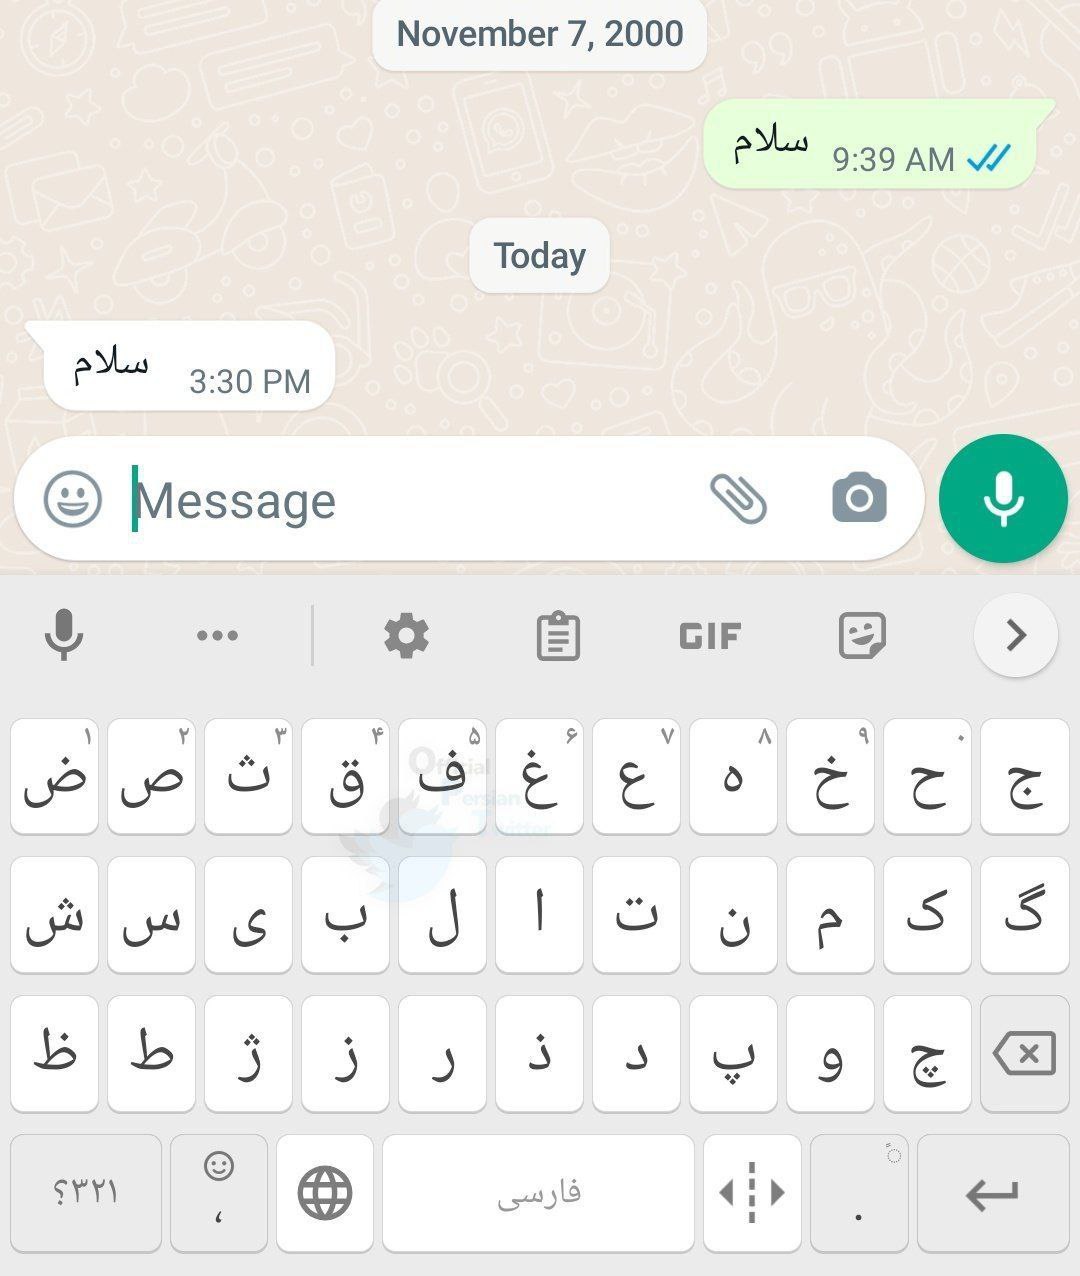 November 7, 2000
سلام 9:39 AM
Today
سلام 3:30 PM
Message
GIF
۱ ۲ ۳ ۴ ۵ ۶ ۷ ۸ ۹ ۰
ض ص ث ق ف غ ع ه خ ح ج
Official
Persian
Twitter
ش س ی ب ل ا ت ن م ک گ
ظ ط ژ ز ر ذ د پ و چ
؟۳۲۱ ، فارسی .